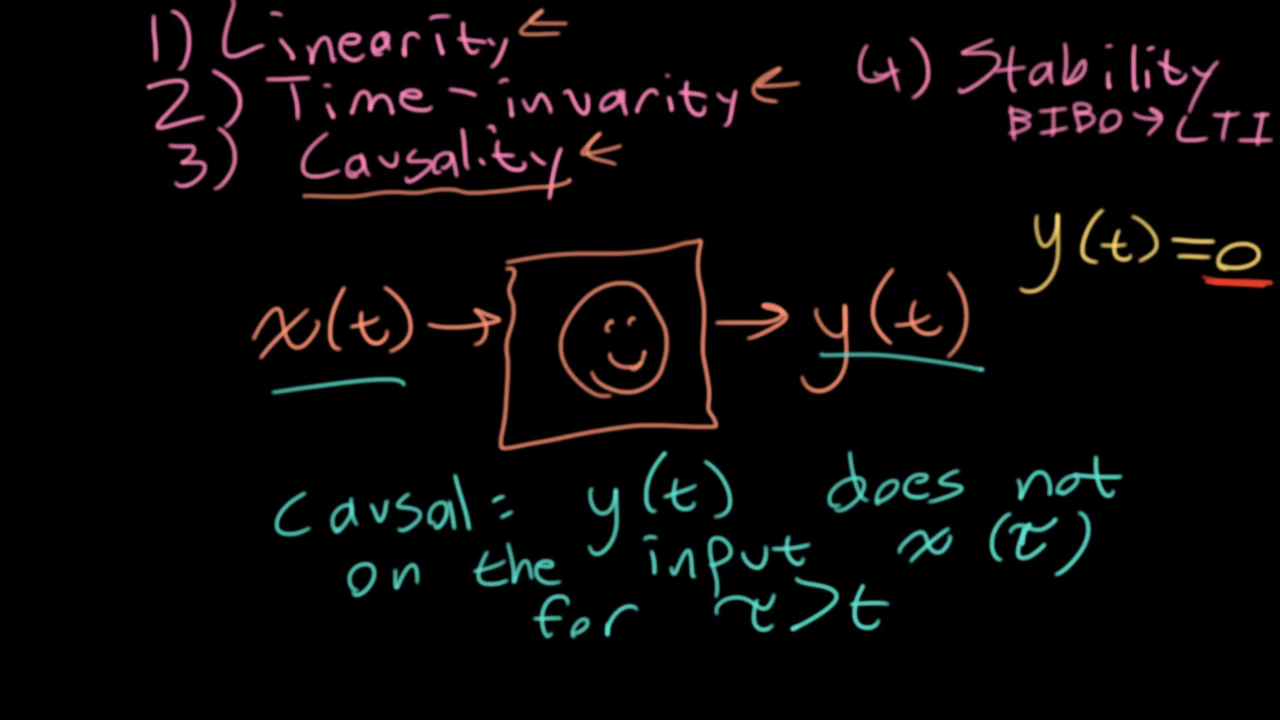 1) Linearity ←
2) Time-invarity ←
3) Causality ←
(4) Stability
BIBO → LTI
y(t)=0
x(t) → → y(t)
Causal: y(t) does not
on the input x(τ)
for τ>t